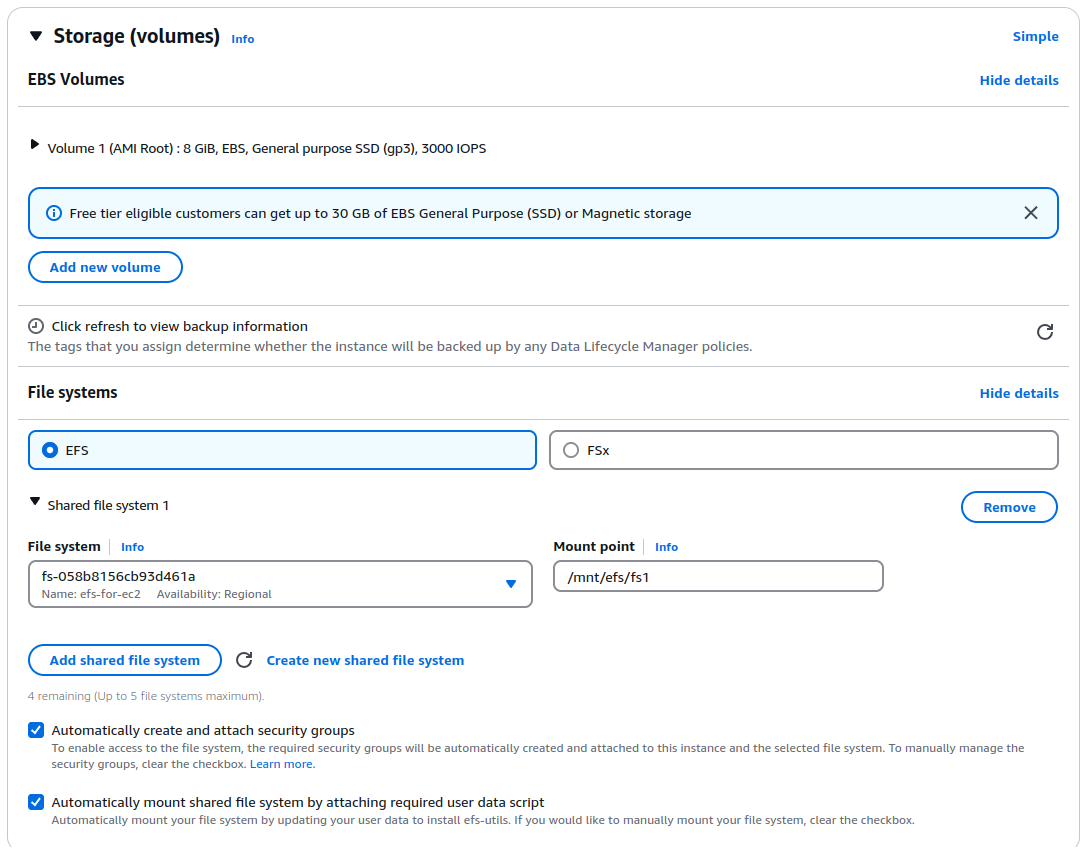 Storage (volumes) Info Simple
EBS Volumes Hide details
Volume 1 (AMI Root) : 8 GiB, EBS, General purpose SSD (gp3), 3000 IOPS
Free tier eligible customers can get up to 30 GB of EBS General Purpose (SSD) or Magnetic storage
Add new volume
Click refresh to view backup information
The tags that you assign determine whether the instance will be backed up by any Data Lifecycle Manager policies.
File systems Hide details
EFS FSx
Shared file system 1 Remove
File system Info Mount point Info
fs-058b8156cb93d461a /mnt/efs/fs1
Name: efs-for-ec2 Availability: Regional
Add shared file system Create new shared file system
4 remaining (Up to 5 file systems maximum).
Automatically create and attach security groups
To enable access to the file system, the required security groups will be automatically created and attached to this instance and the selected file system. To manually manage the
security groups, clear the checkbox. Learn more.
Automatically mount shared file system by attaching required user data script
Automatically mount your file system by updating your user data to install efs-utils. If you would like to manually mount your file system, clear the checkbox.